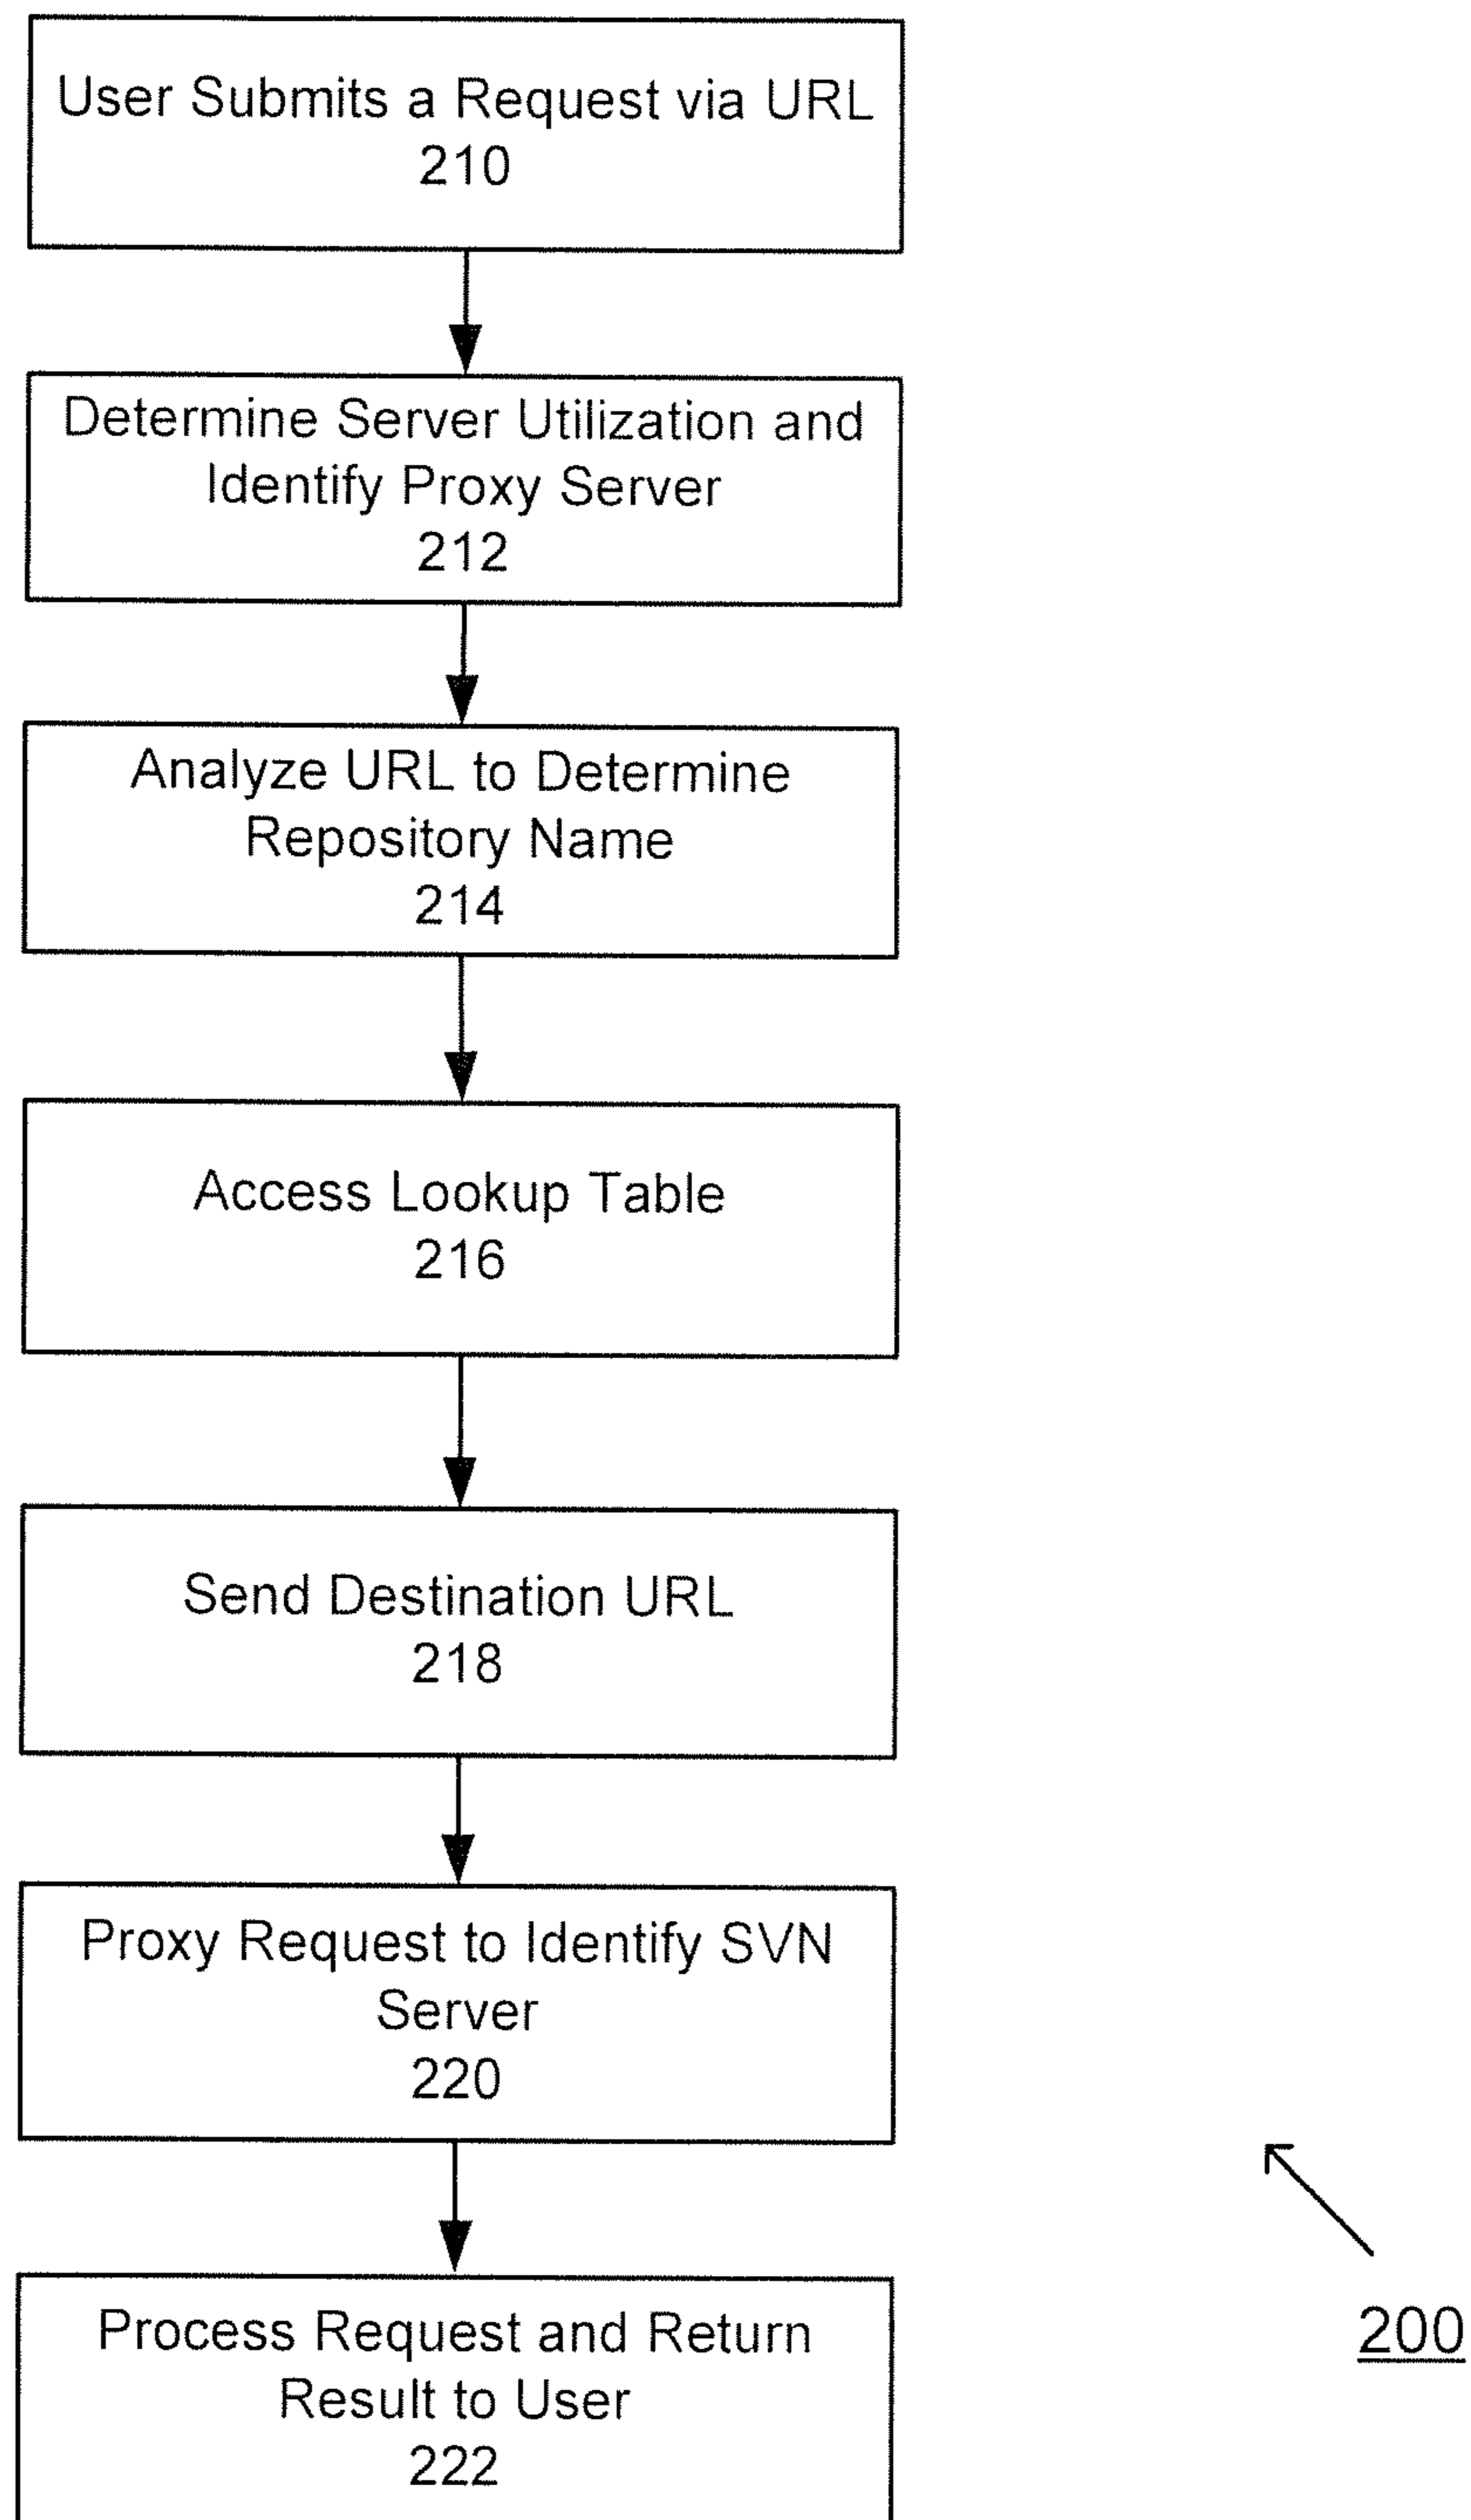 User Submits a Request via URL
210
Determine Server Utilization and
Identify Proxy Server
212
Analyze URL to Determine
Repository Name
214
Access Lookup Table
216
Send Destination URL
218
Proxy Request to Identify SVN
Server
220
Process Request and Return
Result to User
222
200